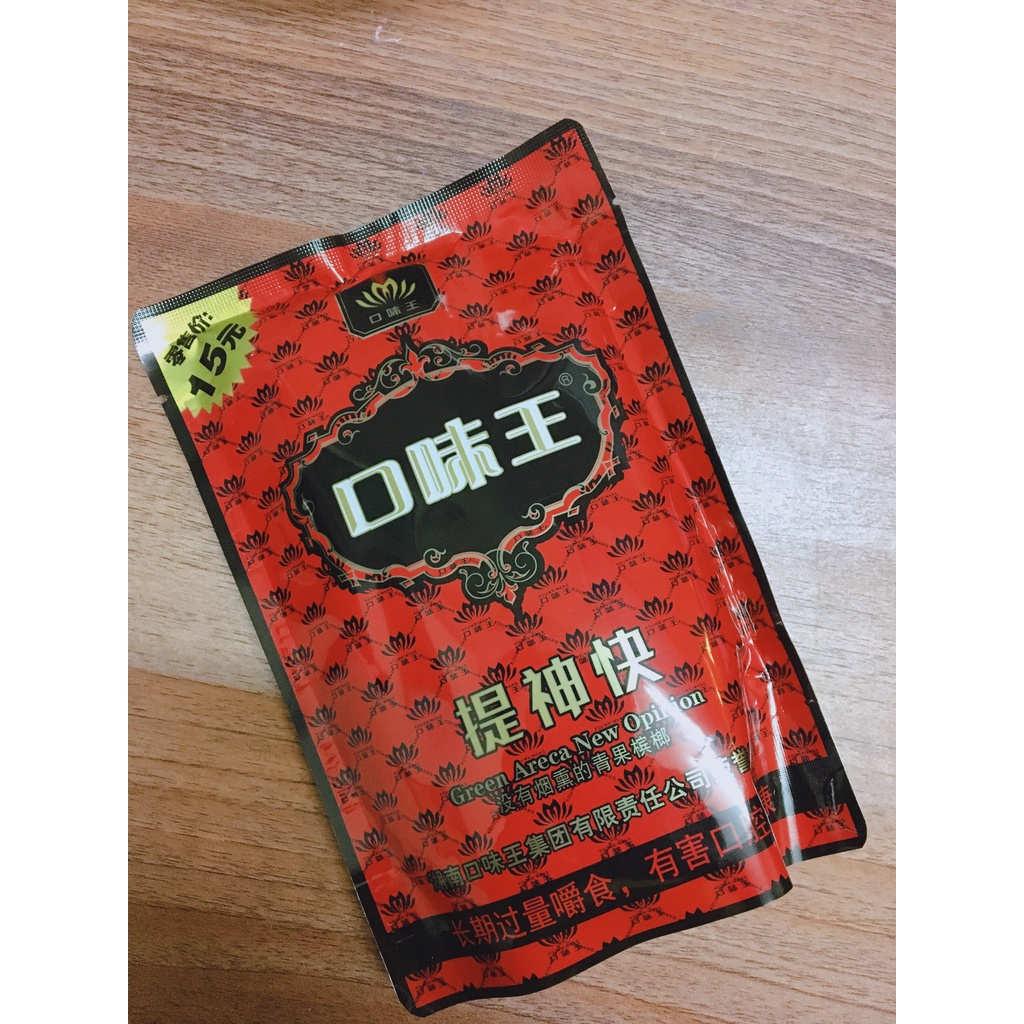 零售价:
15元
口味王
口味王®
提神快
Green Areca New Opinion
没有烟熏的青果槟榔
湖南口味王集团有限责任公司荣誉
长期过量嚼食,有害口腔健